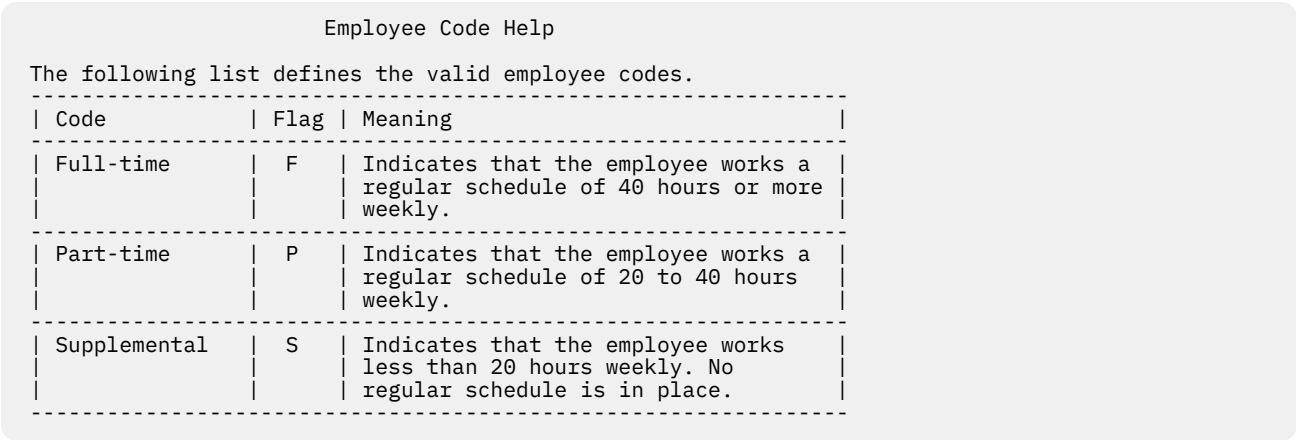 Employee Code Help
The following list defines the valid employee codes.
----------------------------------------------------------------
| Code           | Flag | Meaning                              |
----------------------------------------------------------------
| Full-time      |  F   | Indicates that the employee works a  |
|                |      | regular schedule of 40 hours or more |
|                |      | weekly.                              |
----------------------------------------------------------------
| Part-time      |  P   | Indicates that the employee works a  |
|                |      | regular schedule of 20 to 40 hours   |
|                |      | weekly.                              |
----------------------------------------------------------------
| Supplemental   |  S   | Indicates that the employee works    |
|                |      | less than 20 hours weekly. No        |
|                |      | regular schedule is in place.        |
----------------------------------------------------------------